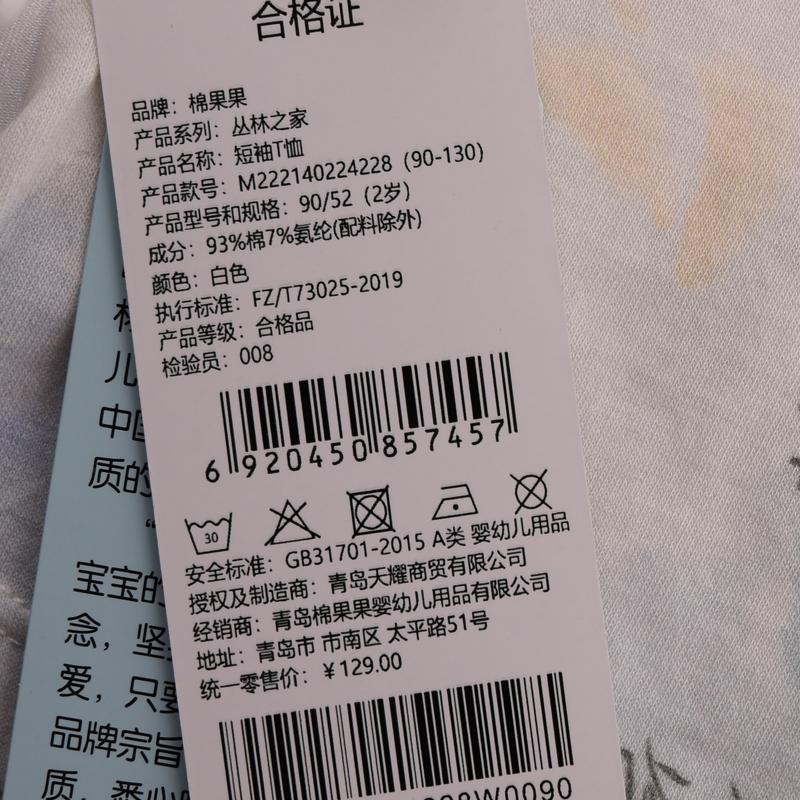 合格证
品牌：棉果果
产品系列：丛林之家
产品名称：短袖T恤
产品款号：M222140224228（90-130）
产品型号和规格：90/52（2岁）
成分：93%棉7%氨纶(配料除外)
颜色：白色
执行标准：FZ/T73025-2019
产品等级：合格品
检验员：008
6 920450 857457
30
安全标准：GB31701-2015 A类 婴幼儿用品
授权及制造商：青岛天耀商贸有限公司
经销商：青岛棉果果婴幼儿用品有限公司
地址：青岛市 市南区 太平路51号
统一零售价：￥129.00
儿
中国
质的
“
宝宝的
念，坚
爱，只要
品牌宗旨
质、悉心